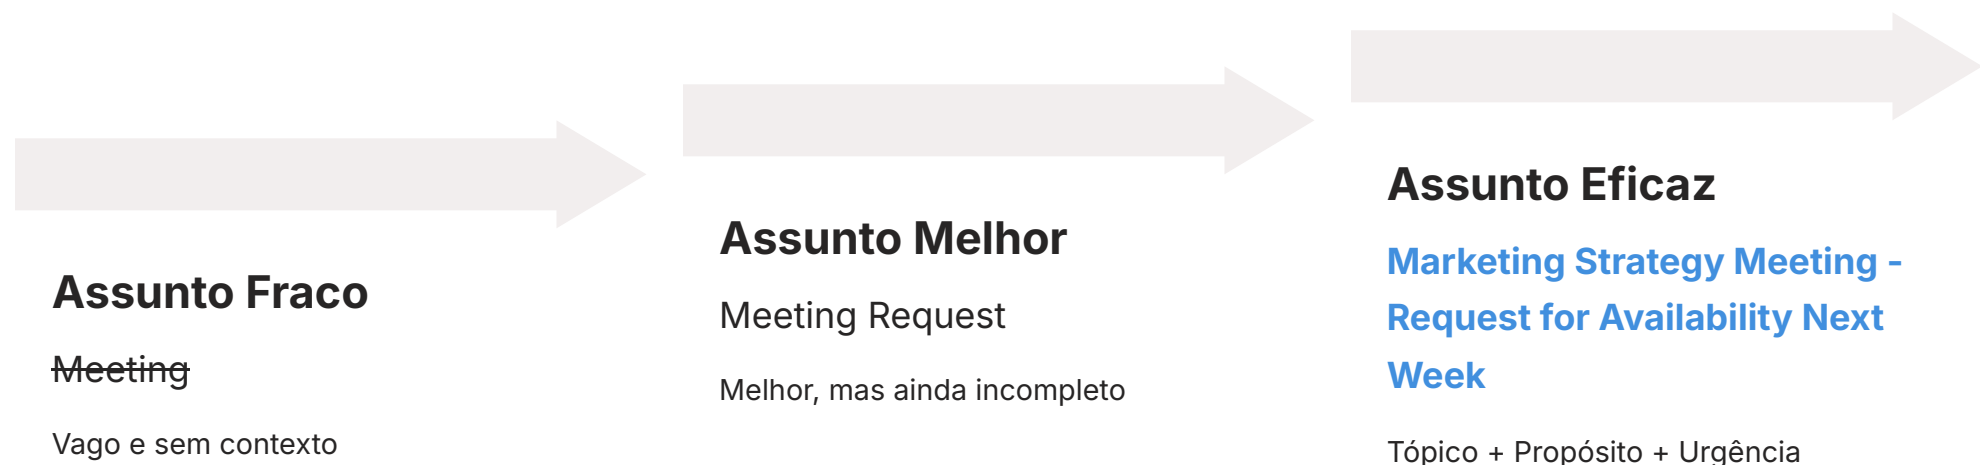 Assunto Fraco
Meeting
Vago e sem contexto
Assunto Melhor
Meeting Request
Melhor, mas ainda incompleto
Assunto Eficaz
Marketing Strategy Meeting -
Request for Availability Next
Week
Tópico + Propósito + Urgência